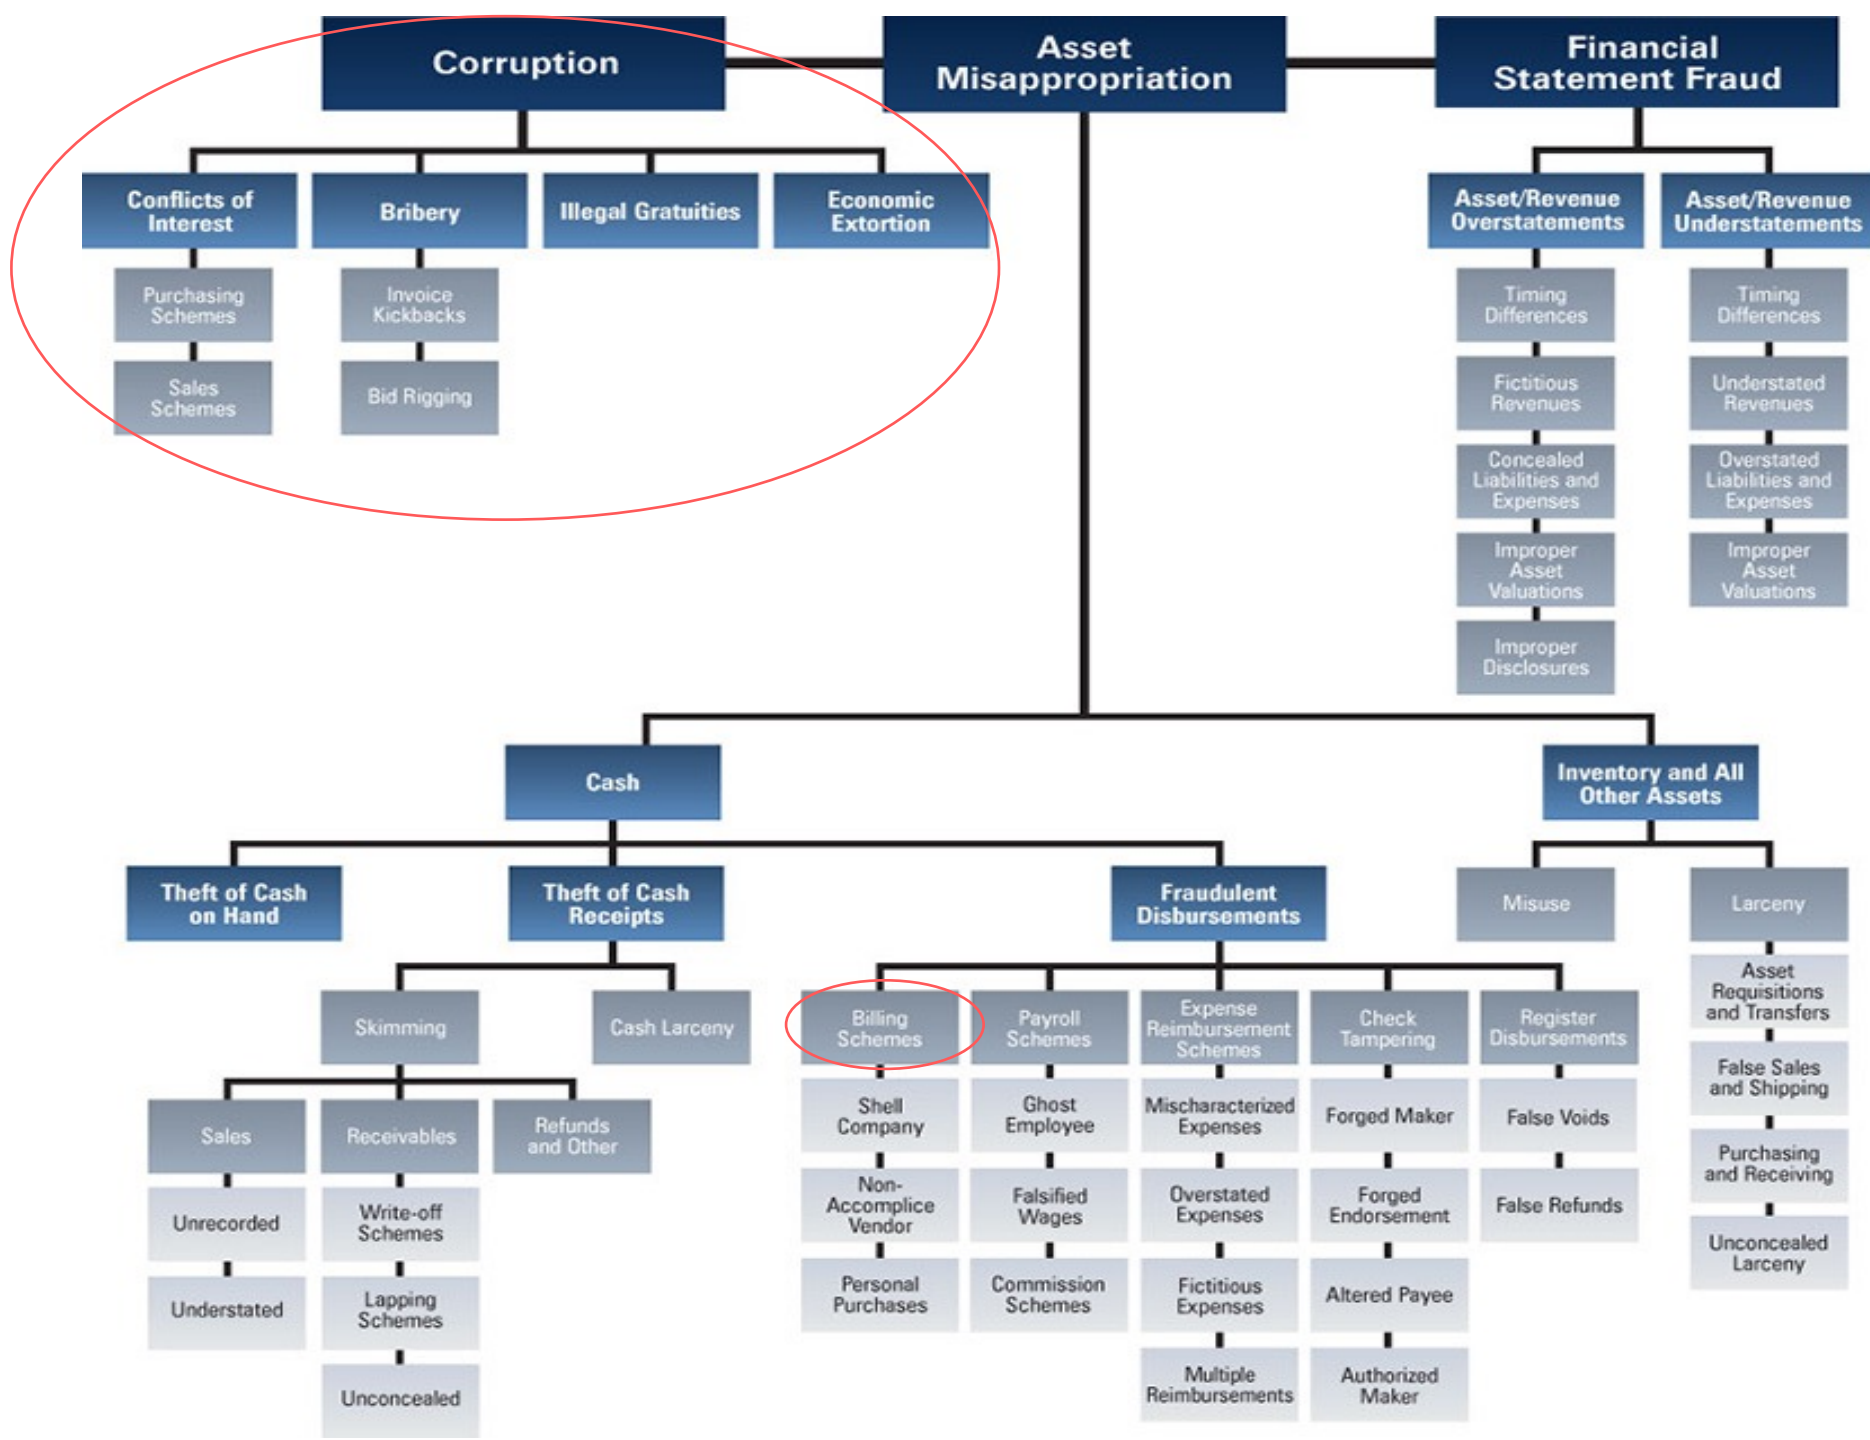 Corruption
Asset
Misappropriation
Financial
Statement Fraud
Conflicts of
Interest
Bribery
Illegal Gratuities
Economic
Extortion
Asset/Revenue
Overstatements
Asset/Revenue
Understatements
Purchasing
Schemes
Sales
Schemes
Invoice
Kickbacks
Bid Rigging
Timing
Differences
Fictitious
Revenues
Concealed
Liabilities and
Expenses
Improper
Asset
Valuations
Improper
Disclosures
Timing
Differences
Understated
Revenues
Overstated
Liabilities and
Expenses
Improper
Asset
Valuations
Cash
Inventory and All
Other Assets
Theft of Cash
on Hand
Theft of Cash
Receipts
Fraudulent
Disbursements
Misuse
Larceny
Asset
Requisitions
and Transfers
False Sales
and Shipping
Purchasing
and Receiving
Unconcealed
Larceny
Skimming
Cash Larceny
Sales
Unrecorded
Understated
Receivables
Write-off
Schemes
Lapping
Schemes
Unconcealed
Refunds
and Other
Billing
Schemes
Shell
Company
Non-
Accomplice
Vendor
Personal
Purchases
Payroll
Schemes
Ghost
Employee
Falsified
Wages
Commission
Schemes
Expense
Reimbursement
Schemes
Mischaracterized
Expenses
Overstated
Expenses
Fictitious
Expenses
Multiple
Reimbursements
Check
Tampering
Forged Maker
Forged
Endorsement
Altered Payee
Authorized
Maker
Register
Disbursements
False Voids
False Refunds